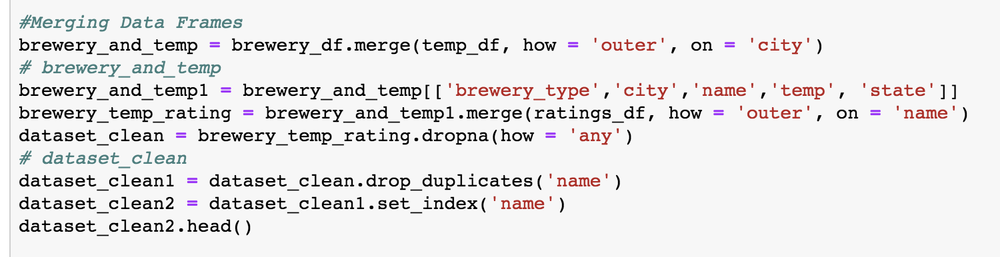 #Merging Data Frames
brewery_and_temp = brewery_df.merge(temp_df, how = 'outer', on = 'city')
# brewery_and_temp
brewery_and_temp1 = brewery_and_temp[['brewery_type','city','name','temp', 'state']]
brewery_temp_rating = brewery_and_temp1.merge(ratings_df, how = 'outer', on = 'name')
dataset_clean = brewery_temp_rating.dropna(how = 'any')
# dataset_clean
dataset_clean1 = dataset_clean.drop_duplicates('name')
dataset_clean2 = dataset_clean1.set_index('name')
dataset_clean2.head()